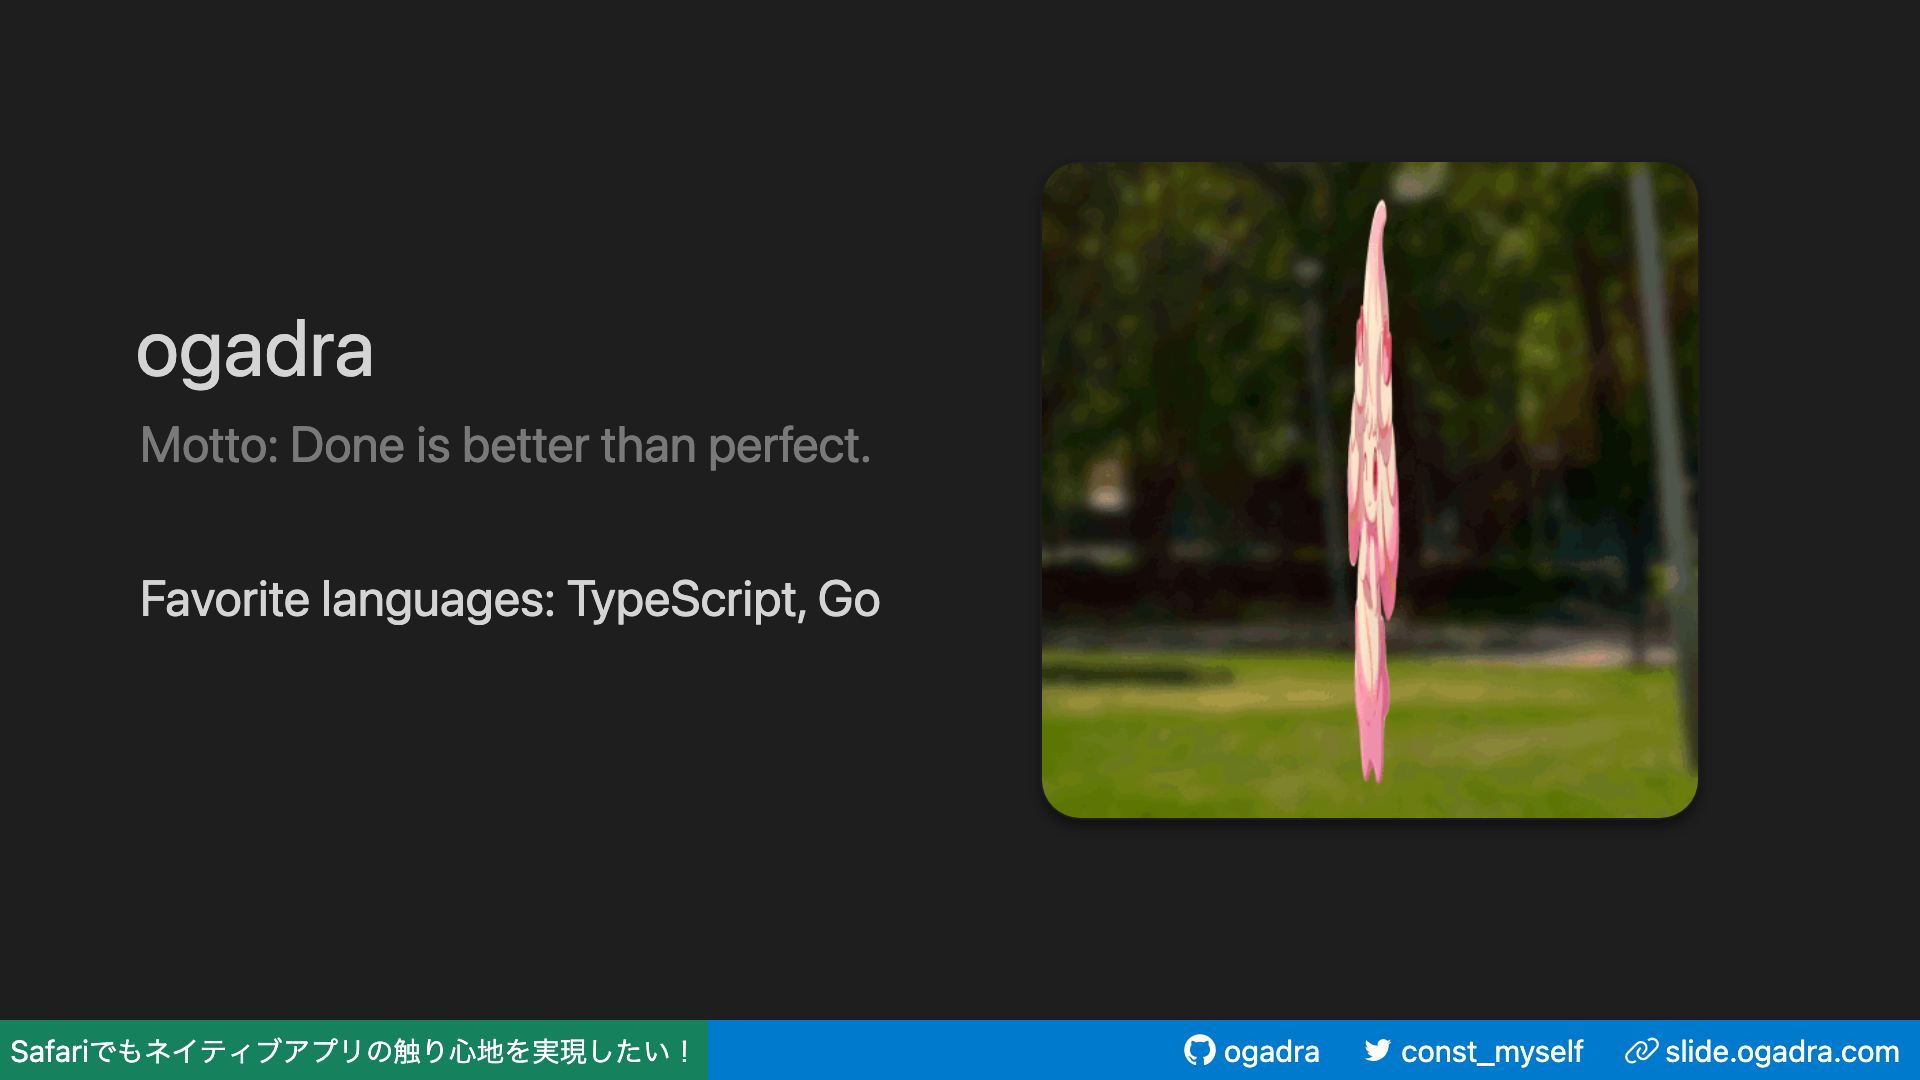 ogadra
Motto: Done is better than perfect.
Favorite languages: TypeScript, Go
Safariでもネイティブアプリの触り心地を実現したい！
ogadra
const_myself
slide.ogadra.com